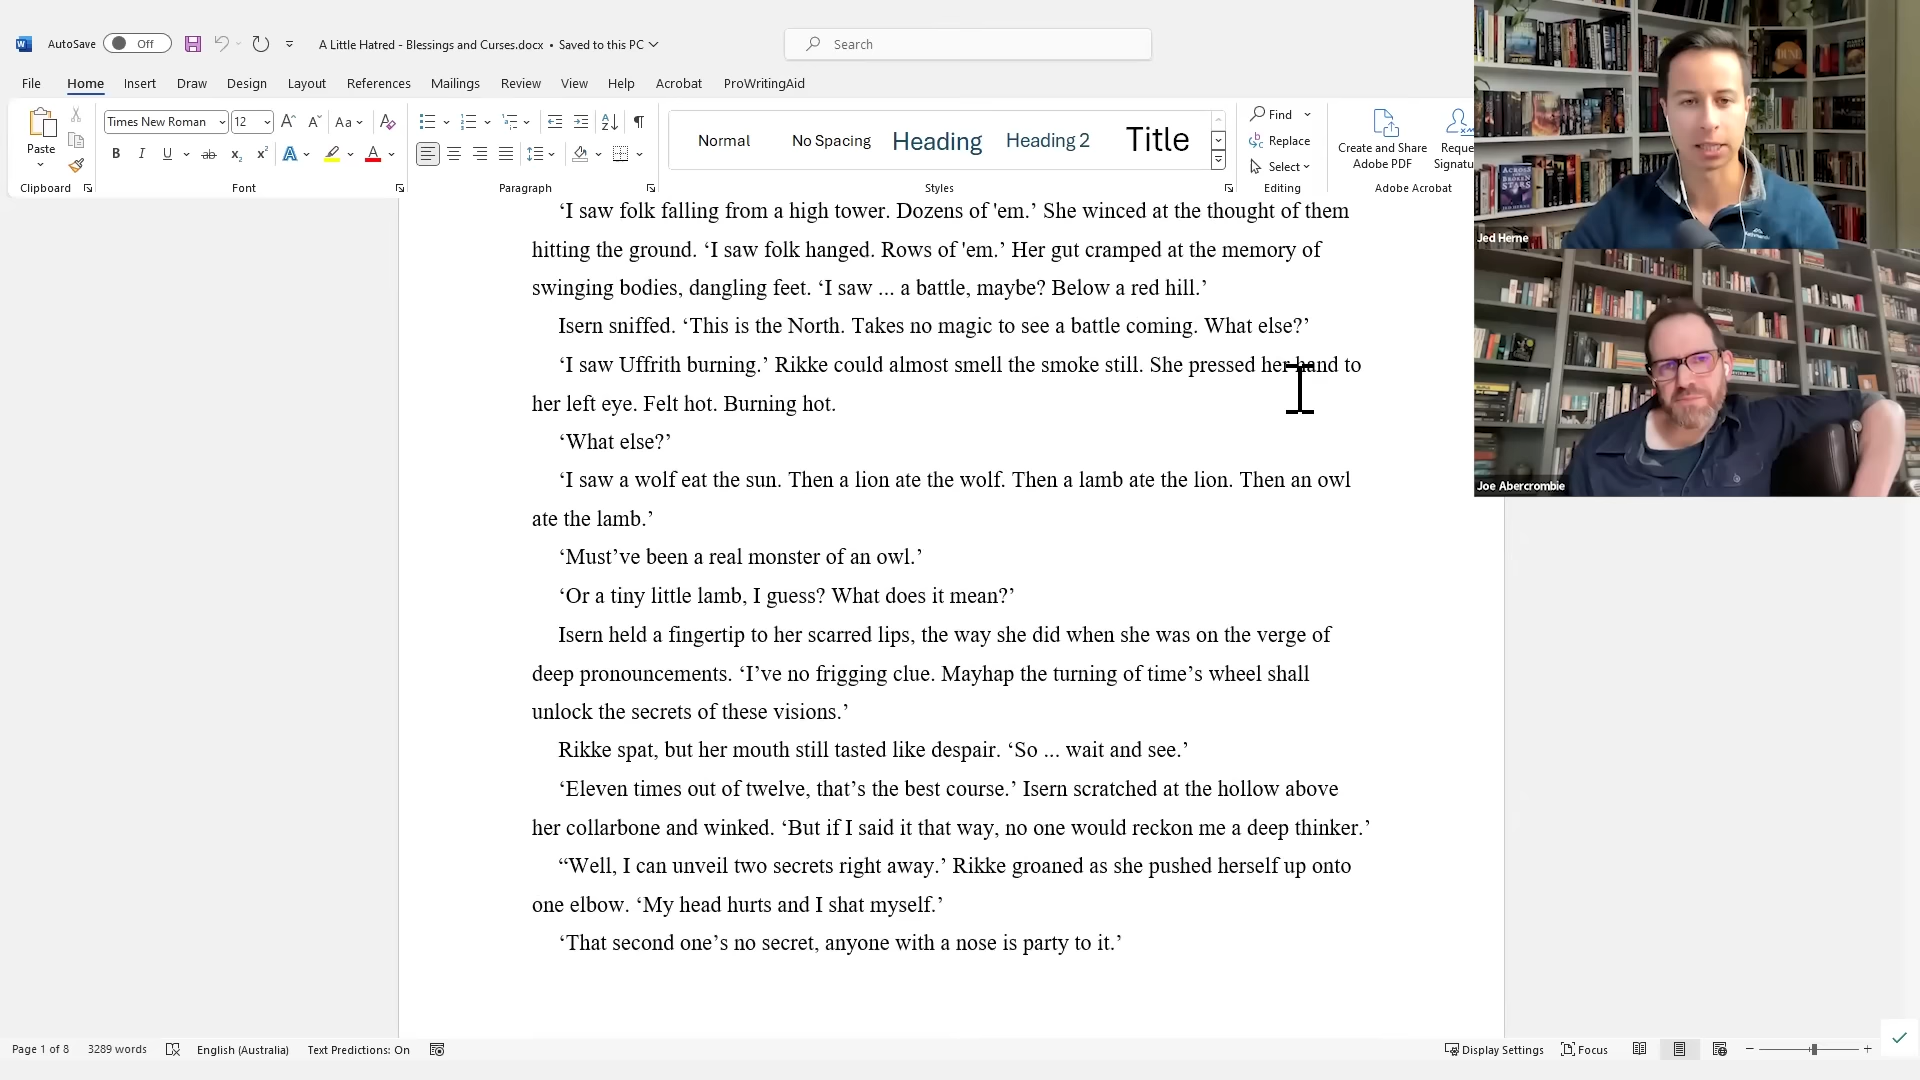 AutoSave Off A Little Hatred - Blessings and Curses.docx • Saved to this PC Search
File Home Insert Draw Design Layout References Mailings Review View Help Acrobat ProWritingAid
Paste
Clipboard
Times New Roman 12
Font
Paragraph
Normal No Spacing Heading Heading 2 Title
Styles
Find
Replace
Select
Editing
Create and Share
Adobe PDF
Adobe Acrobat
ACROSS
BROKEN
STARS
JED HERNE
DUNE
Jed Herne
Joe Abercrombie
‘I saw folk falling from a high tower. Dozens of 'em.’ She winced at the thought of them
hitting the ground. ‘I saw folk hanged. Rows of 'em.’ Her gut cramped at the memory of
swinging bodies, dangling feet. ‘I saw ... a battle, maybe? Below a red hill.’
Isern sniffed. ‘This is the North. Takes no magic to see a battle coming. What else?’
‘I saw Uffrith burning.’ Rikke could almost smell the smoke still. She pressed her hand to
her left eye. Felt hot. Burning hot.
‘What else?’
‘I saw a wolf eat the sun. Then a lion ate the wolf. Then a lamb ate the lion. Then an owl
ate the lamb.’
‘Must’ve been a real monster of an owl.’
‘Or a tiny little lamb, I guess? What does it mean?’
Isern held a fingertip to her scarred lips, the way she did when she was on the verge of
deep pronouncements. ‘I’ve no frigging clue. Mayhap the turning of time’s wheel shall
unlock the secrets of these visions.’
Rikke spat, but her mouth still tasted like despair. ‘So ... wait and see.’
‘Eleven times out of twelve, that’s the best course.’ Isern scratched at the hollow above
her collarbone and winked. ‘But if I said it that way, no one would reckon me a deep thinker.’
“Well, I can unveil two secrets right away.’ Rikke groaned as she pushed herself up onto
one elbow. ‘My head hurts and I shat myself.’
‘That second one’s no secret, anyone with a nose is party to it.’
Page 1 of 8 3289 words English (Australia) Text Predictions: On Display Settings Focus